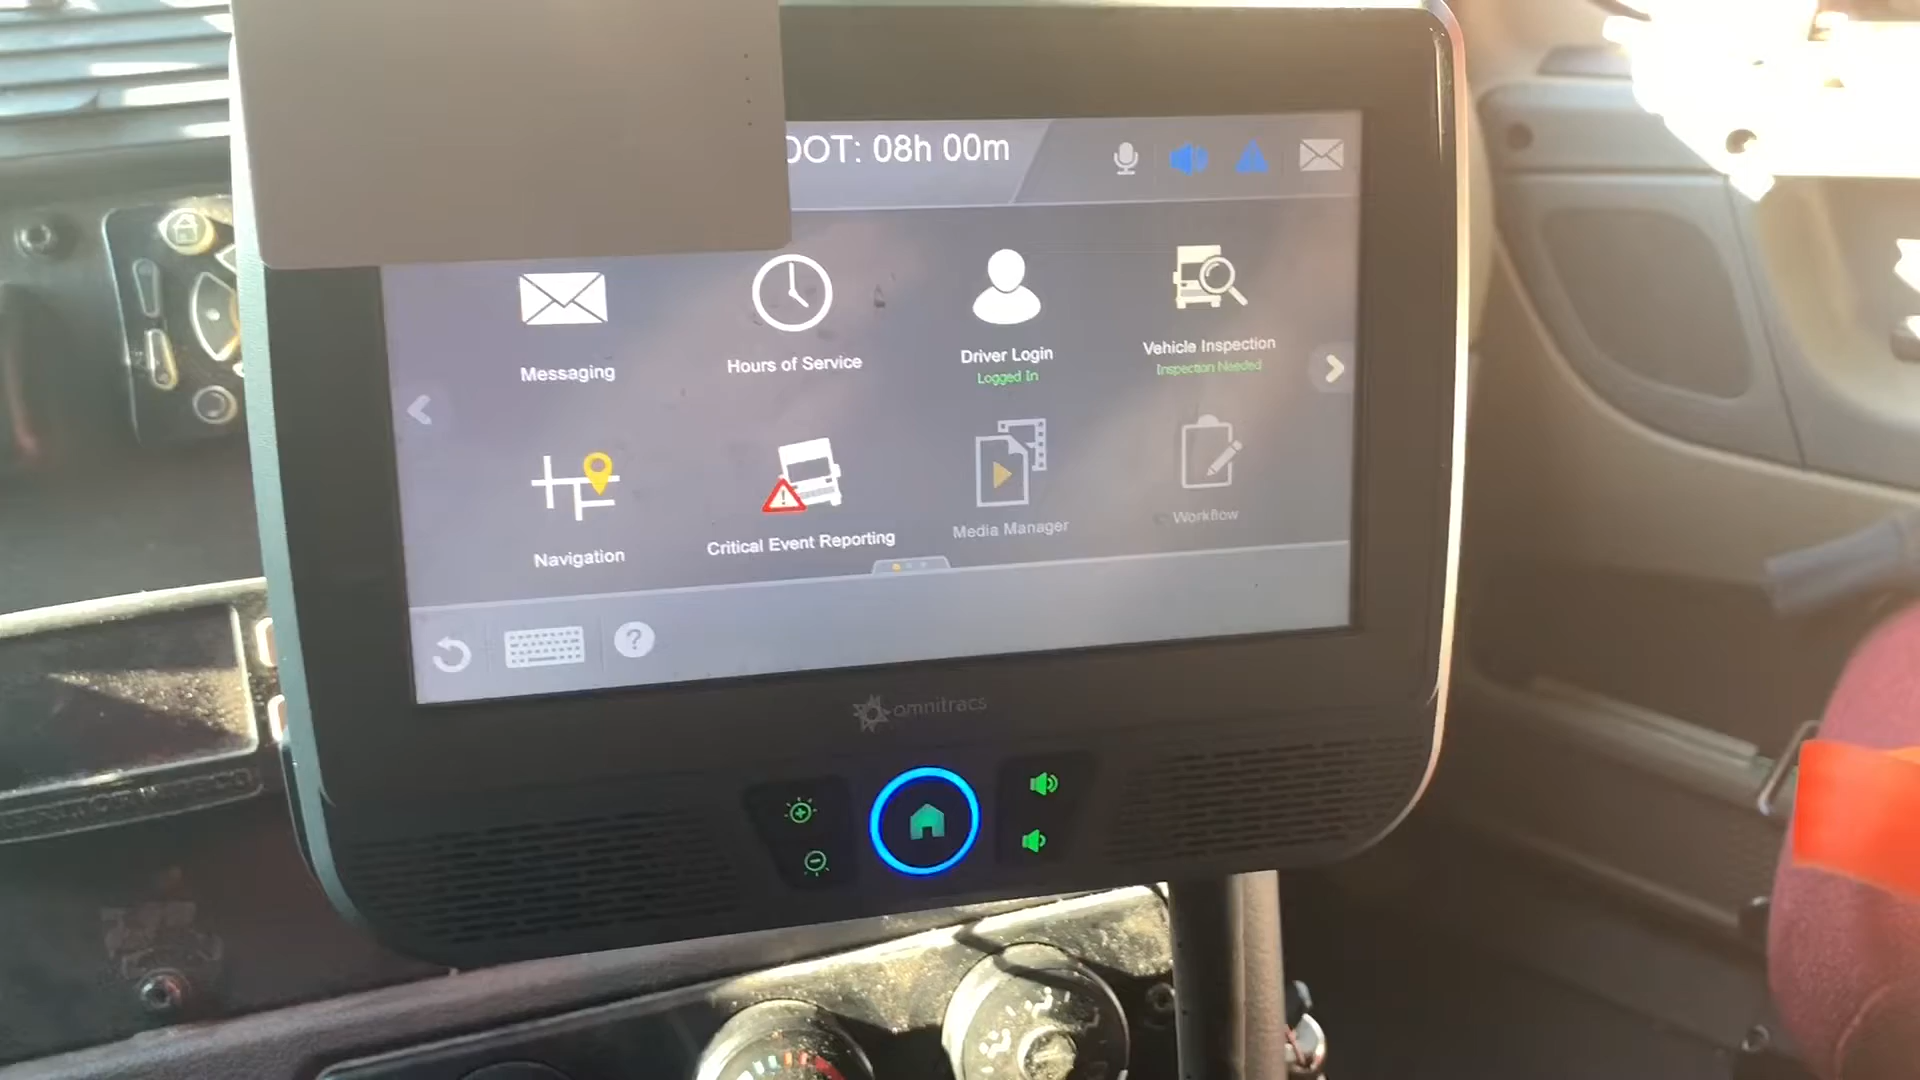 DOT: 08h 00m
Messaging
Hours of Service
Driver Login
Logged In
Vehicle Inspection
Inspection Needed
Navigation
Critical Event Reporting
Media Manager
Workflow
?
omnitracs